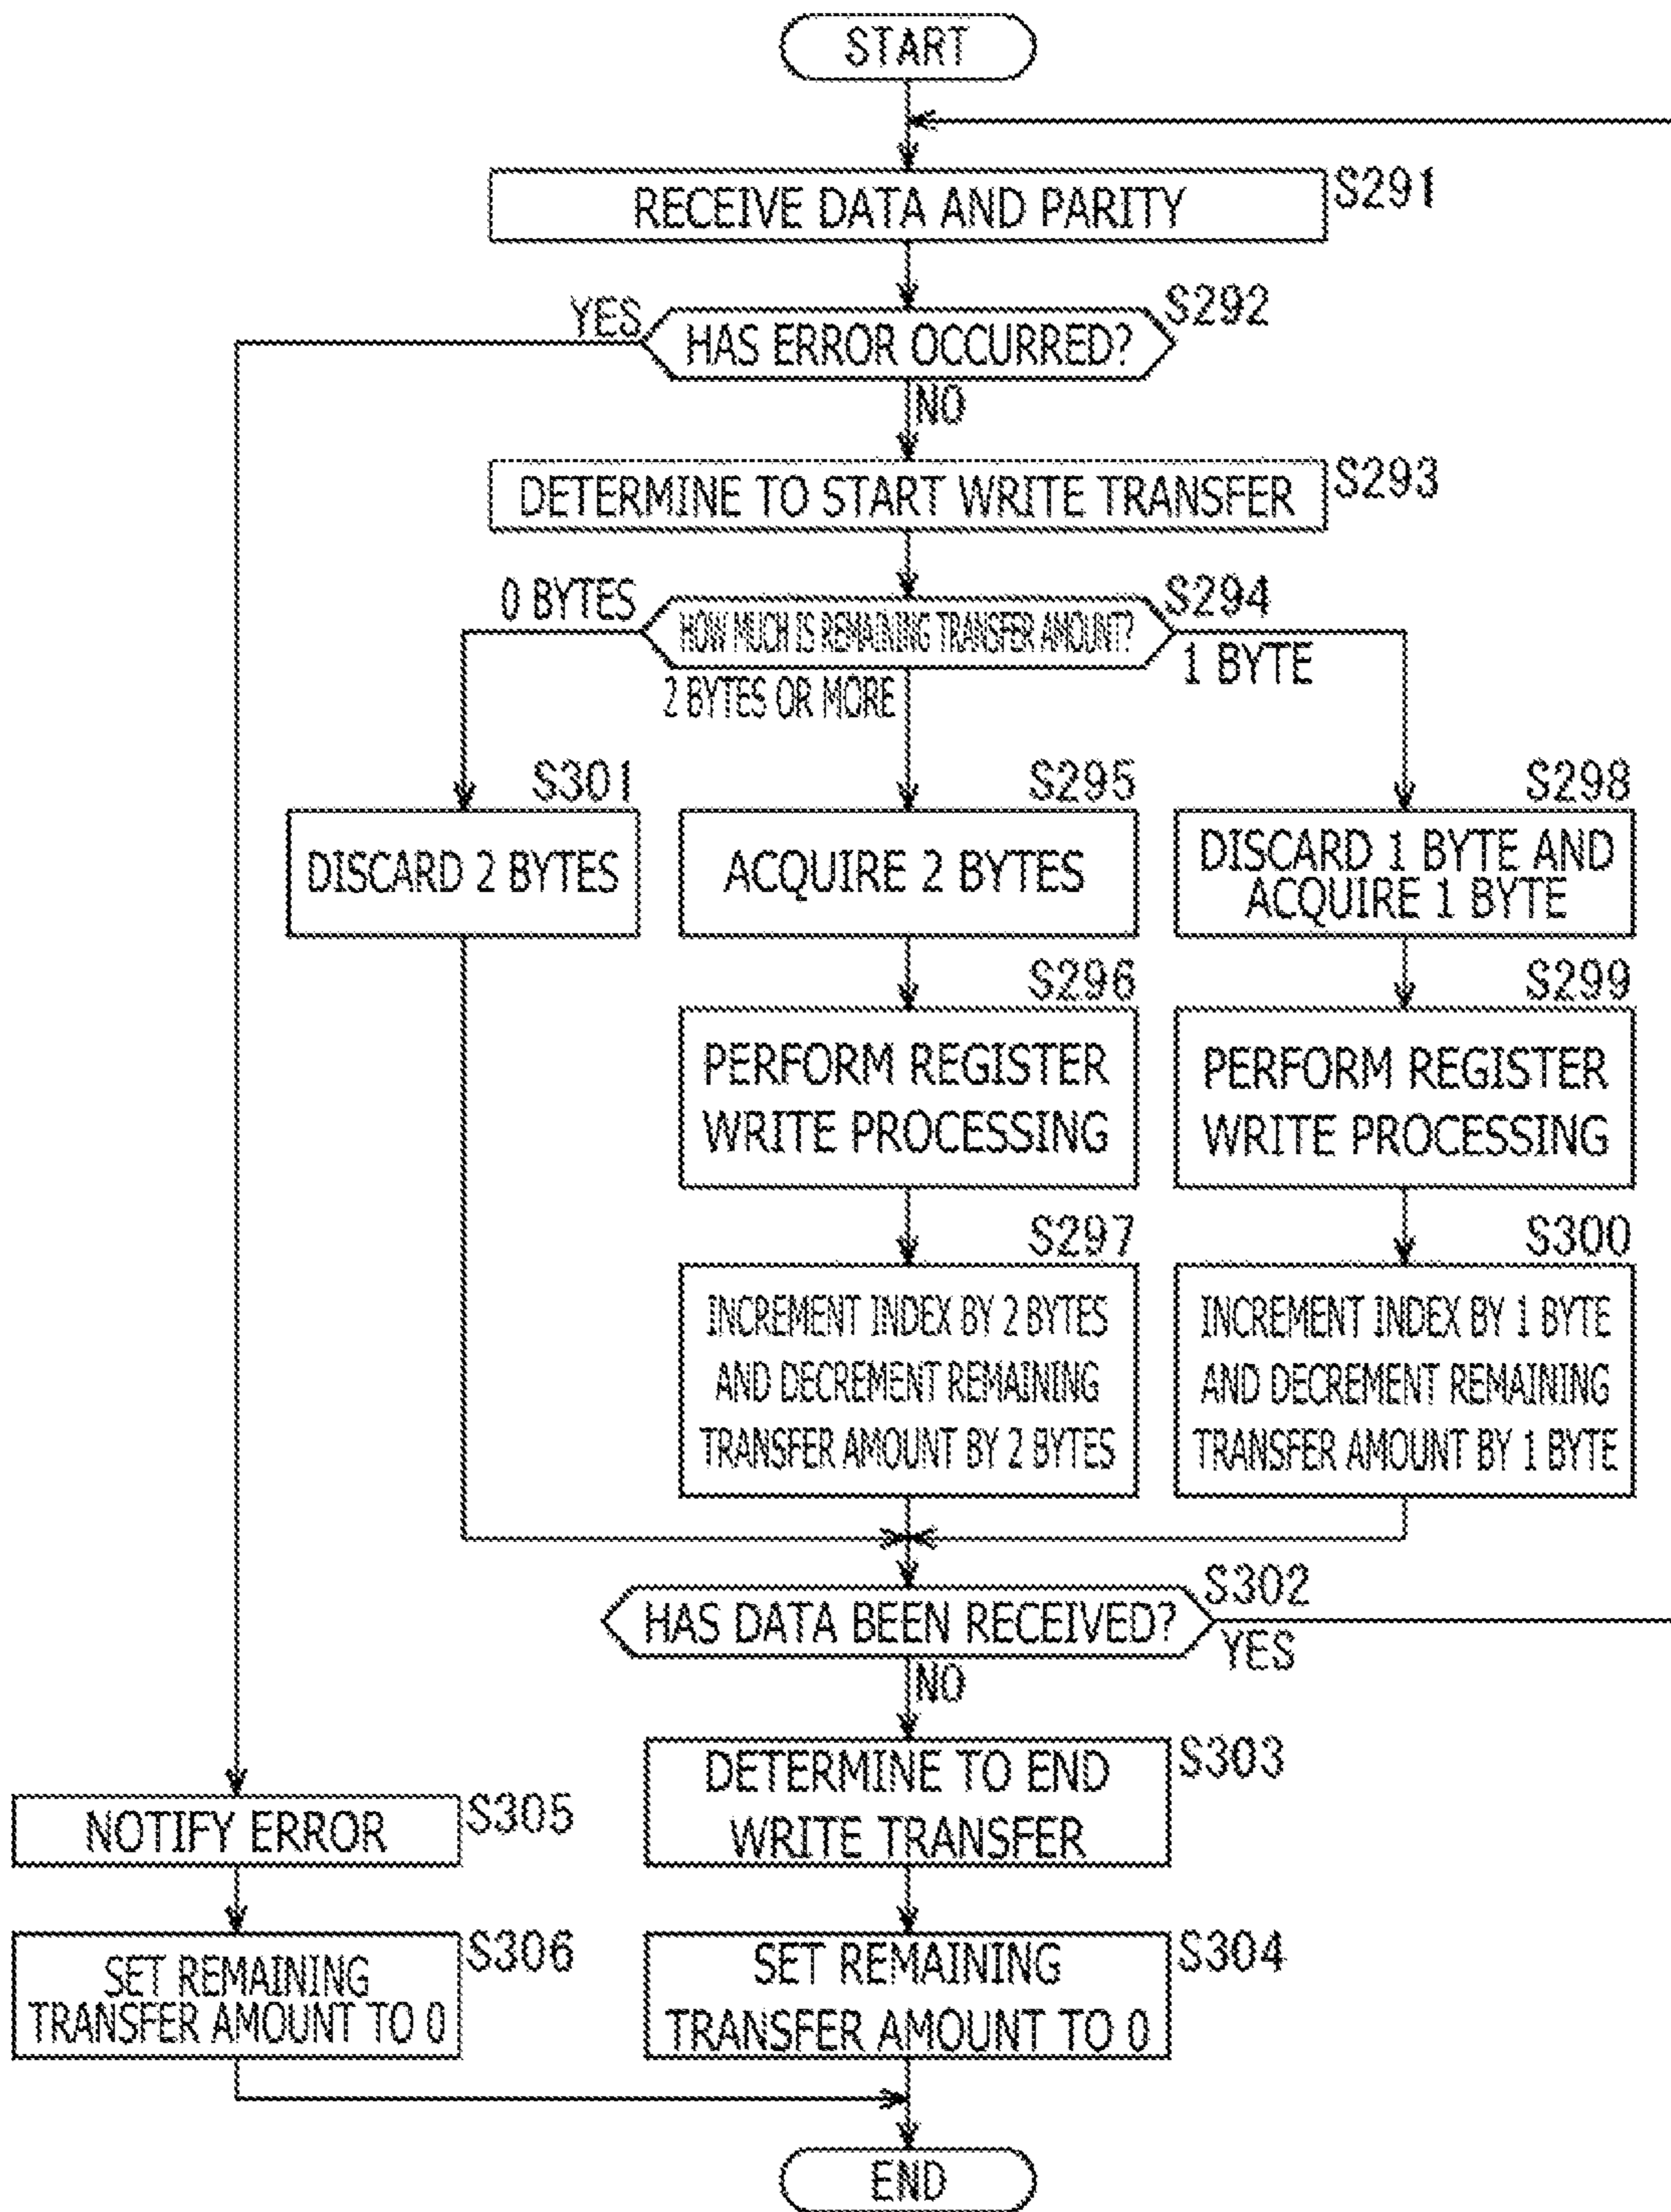 START
RECEIVE DATA AND PARITY
S291
YES
HAS ERROR OCCURRED?
S292
NO
DETERMINE TO START WRITE TRANSFER
S293
0 BYTES
HOW MUCH IS REMAINING TRANSFER AMOUNT?
S294
1 BYTE
2 BYTES OR MORE
S301
DISCARD 2 BYTES
S295
ACQUIRE 2 BYTES
S298
DISCARD 1 BYTE AND
ACQUIRE 1 BYTE
S296
PERFORM REGISTER
WRITE PROCESSING
S299
PERFORM REGISTER
WRITE PROCESSING
S297
INCREMENT INDEX BY 2 BYTES
AND DECREMENT REMAINING
TRANSFER AMOUNT BY 2 BYTES
S300
INCREMENT INDEX BY 1 BYTE
AND DECREMENT REMAINING
TRANSFER AMOUNT BY 1 BYTE
HAS DATA BEEN RECEIVED?
S302
YES
NO
DETERMINE TO END
WRITE TRANSFER
S303
NOTIFY ERROR
S305
SET REMAINING
TRANSFER AMOUNT TO 0
S306
SET REMAINING
TRANSFER AMOUNT TO 0
S304
END